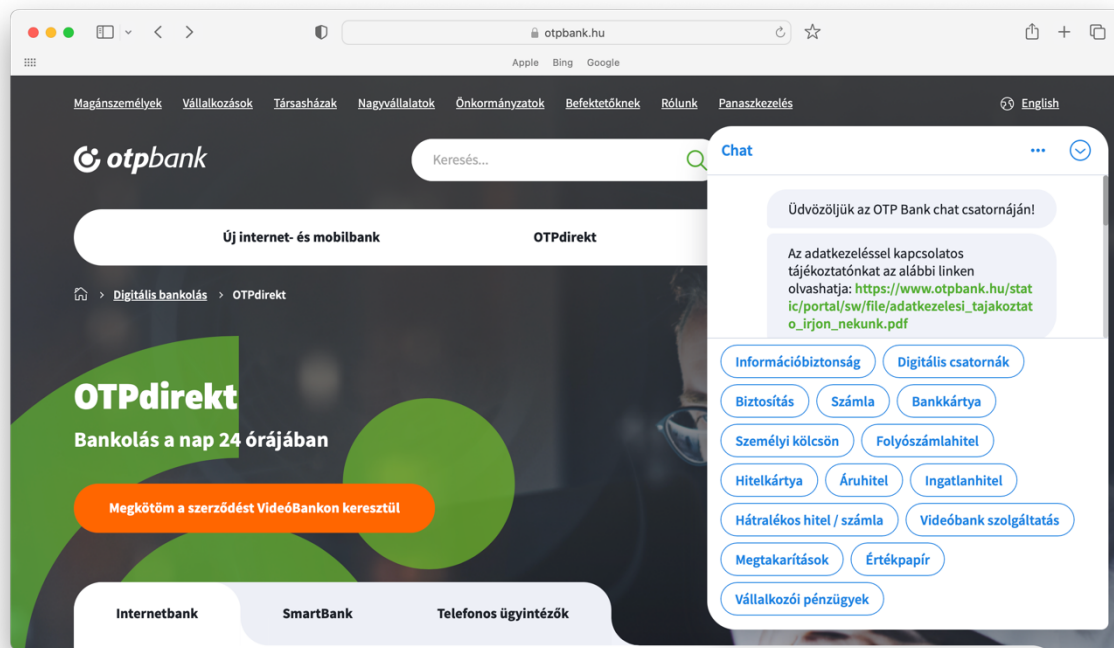 otpbank.hu
Apple Bing Google
Magánszemélyek Vállalkozások Társasházak Nagyvállalatok Önkormányzatok Befektetőknek Rólunk Panaszkezelés English
otpbank
Keresés...
Új internet- és mobilbank OTPdirekt
Digitális bankolás > OTPdirekt
OTPdirekt
Bankolás a nap 24 órájában
Megkötöm a szerződést VideóBankon keresztül
Internetbank SmartBank Telefonos ügyintézők
Chat
Üdvözöljük az OTP Bank chat csatornáján!
Az adatkezeléssel kapcsolatos
tájékoztatónkat az alábbi linken
olvashatja: https://www.otpbank.hu/stat
ic/portal/sw/file/adatkezelesi_tajakoztat
o_irjon_nekunk.pdf
Információbiztonság Digitális csatornák
Biztosítás Számla Bankkártya
Személyi kölcsön Folyószámlahitel
Hitelkártya Áruhitel Ingatlanhitel
Hátralékos hitel / számla Videóbank szolgáltatás
Megtakarítások Értékpapír
Vállalkozói pénzügyek